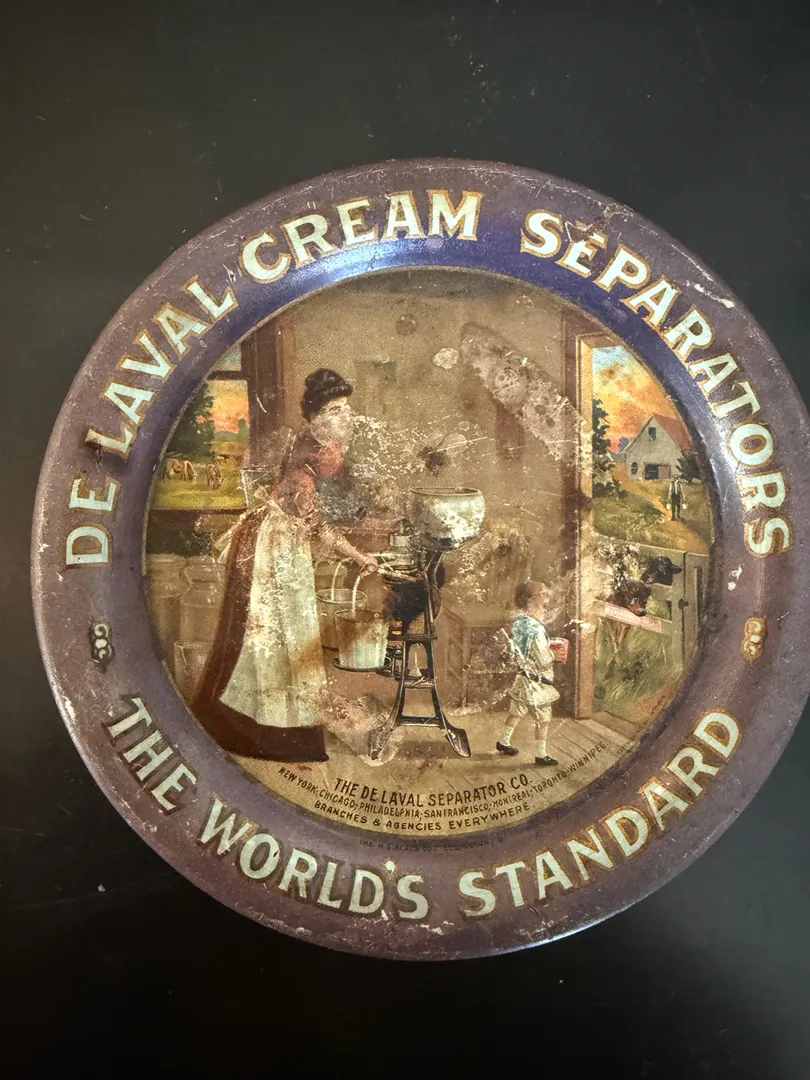 DE LAVAL CREAM SEPARATORS
THE DE LAVAL SEPARATOR CO.
NEW YORK, CHICAGO, PHILADELPHIA, SAN FRANCISCO, MONTREAL, TORONTO, WINNIPEG
BRANCHES & AGENCIES EVERYWHERE.
THE WORLD'S STANDARD